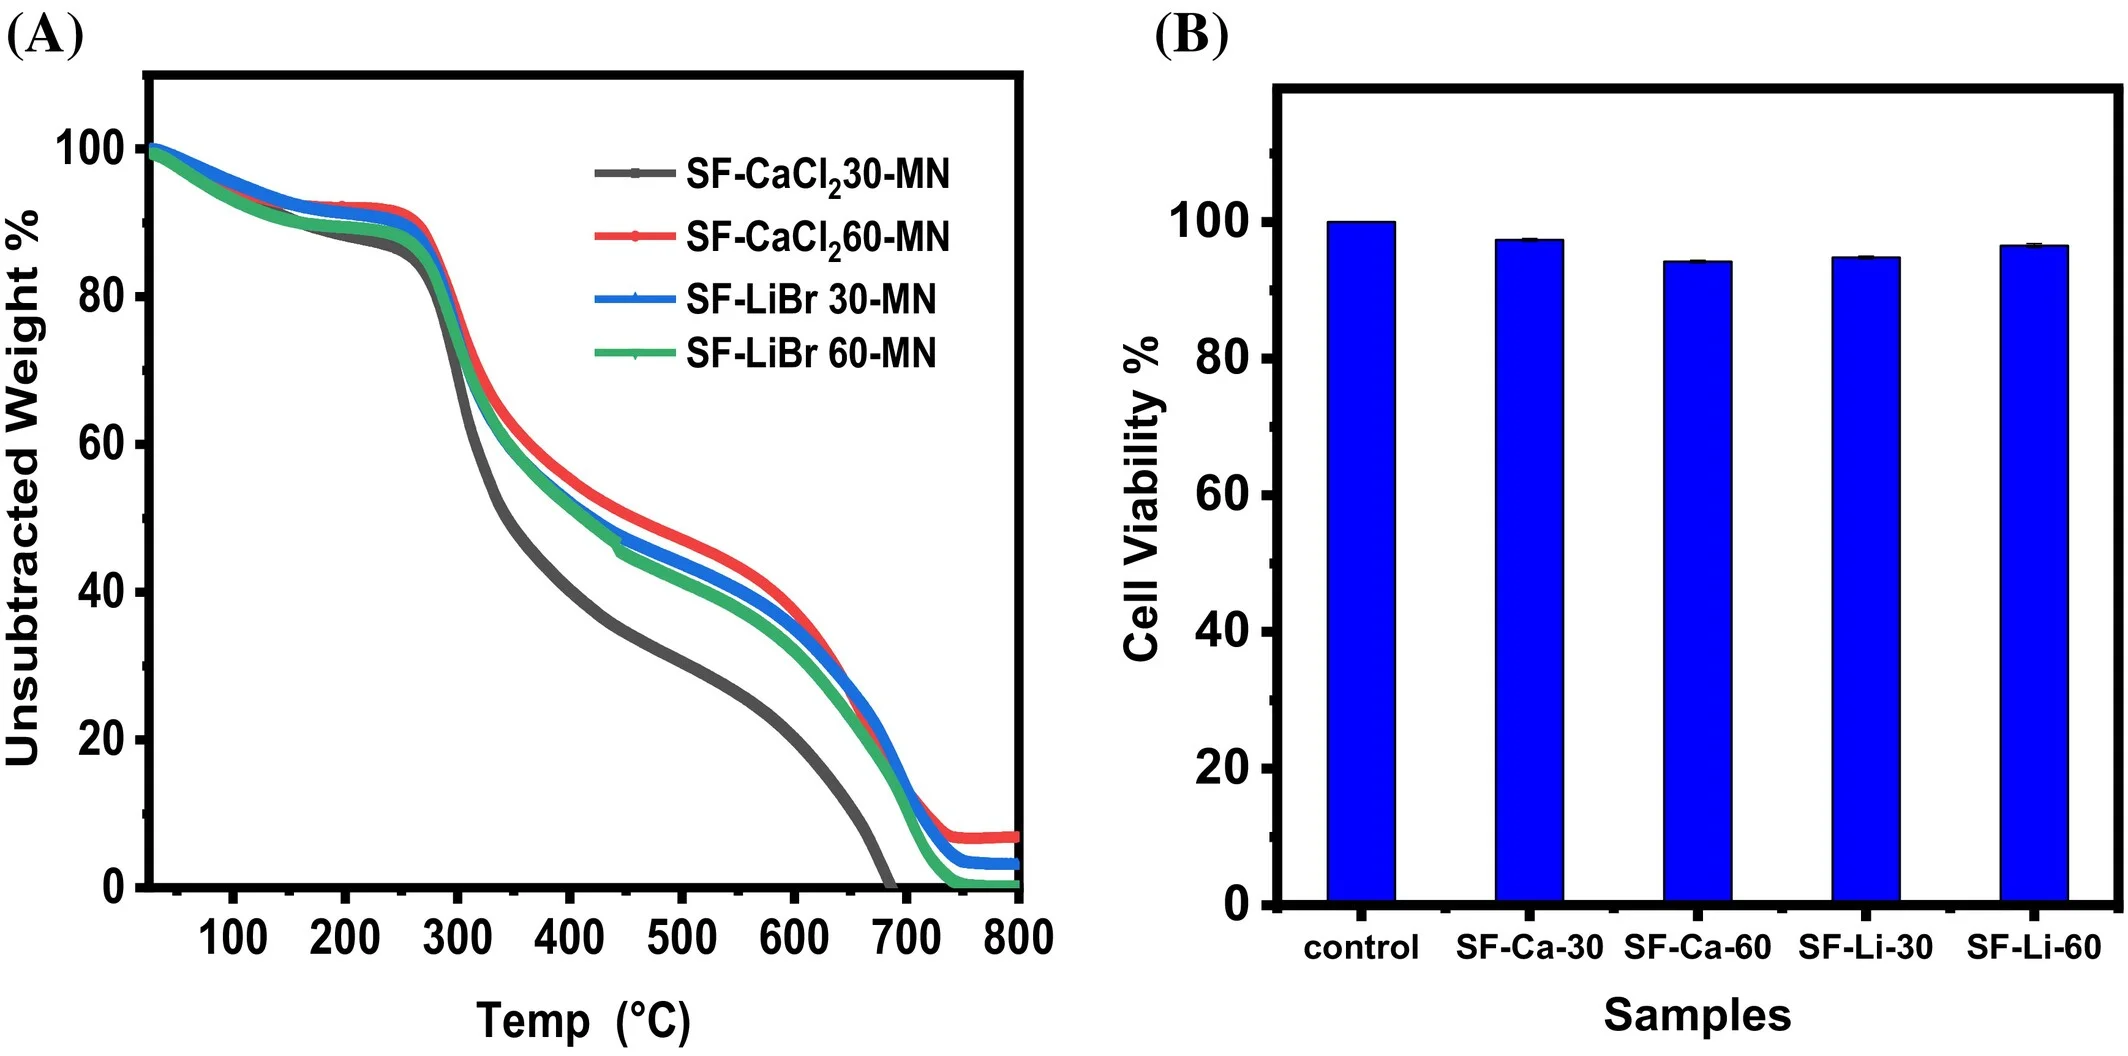 (A)
Unsubtracted Weight %
100
80
60
40
20
0
SF-CaCl₂30-MN
SF-CaCl₂60-MN
SF-LiBr 30-MN
SF-LiBr 60-MN
100 200 300 400 500 600 700 800
Temp (°C)
(B)
Cell Viability %
100
80
60
40
20
0
control SF-Ca-30 SF-Ca-60 SF-Li-30 SF-Li-60
Samples